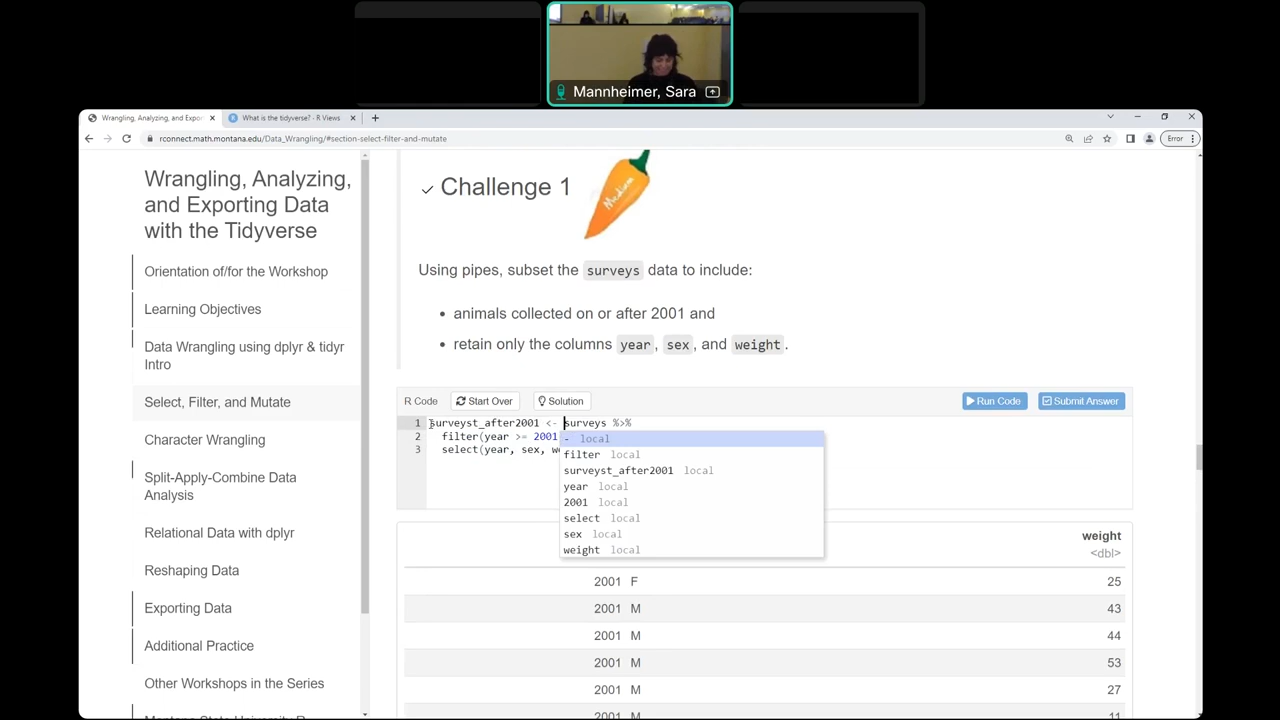 Mannheimer, Sara
Wrangling, Analyzing, and Expor
What is the tidyverse? · R Views
rconnect.math.montana.edu/Data_Wrangling/#section-select-filter-and-mutate
Error
Wrangling, Analyzing,
and Exporting Data
with the Tidyverse
Orientation of/for the Workshop
Learning Objectives
Data Wrangling using dplyr & tidyr
Intro
Select, Filter, and Mutate
Character Wrangling
Split-Apply-Combine Data
Analysis
Relational Data with dplyr
Reshaping Data
Exporting Data
Additional Practice
Other Workshops in the Series
Montana State University R
Challenge 1
Medium
Using pipes, subset the surveys data to include:
• animals collected on or after 2001 and
• retain only the columns year, sex, and weight.
R Code Start Over Solution Run Code Submit Answer
1 surveyst_after2001 <- surveys %>%
2 filter(year >= 2001
3 select(year, sex, we
- local
filter local
surveyst_after2001 local
year local
2001 local
select local
sex local
weight local
weight
<dbl>
2001 F 25
2001 M 43
2001 M 44
2001 M 53
2001 M 27
2001 M 11